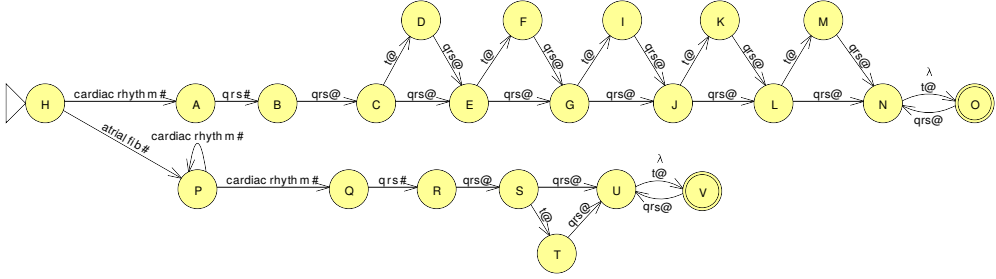 D
F
I
K
M
t@
qrs@
t@
qrs@
t@
qrs@
t@
qrs@
t@
qrs@
λ
t@
H
cardiac rhythm#
A
qrs#
B
qrs@
C
qrs@
E
qrs@
G
qrs@
J
qrs@
L
qrs@
N
O
qrs@
atrial fib#
cardiac rhythm#
λ
t@
P
cardiac rhythm#
Q
qrs#
R
qrs@
S
qrs@
U
V
qrs@
t@
qrs@
T